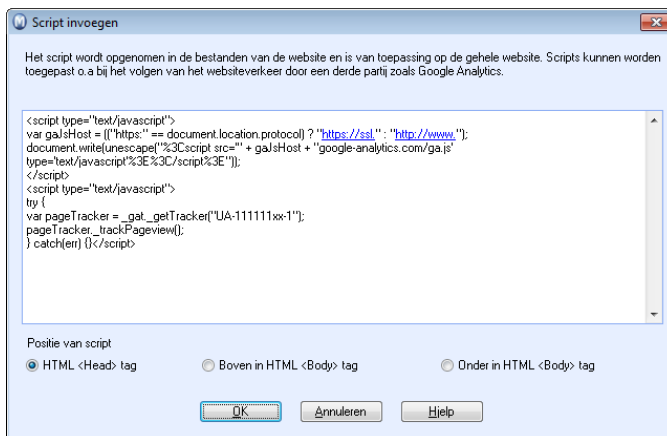 Script invoegen
Het script wordt opgenomen in de bestanden van de website en is van toepassing op de gehele website. Scripts kunnen worden
toegepast o.a bij het volgen van het websiteverkeer door een derde partij zoals Google Analytics.
<script type="text/javascript">
var gaJsHost = (("https:" == document.location.protocol) ? "https://ssl." : "http://www.");
document.write(unescape("%3Cscript src='" + gaJsHost + "google-analytics.com/ga.js'
type='text/javascript'%3E%3C/script%3E"));
</script>
<script type="text/javascript">
try {
var pageTracker = _gat._getTracker("UA-111111xx-1");
pageTracker._trackPageview();
} catch(err) {}</script>
Positie van script
HTML <Head> tag
Boven in HTML <Body> tag
Onder in HTML <Body> tag
OK
Annuleren
Hjelp